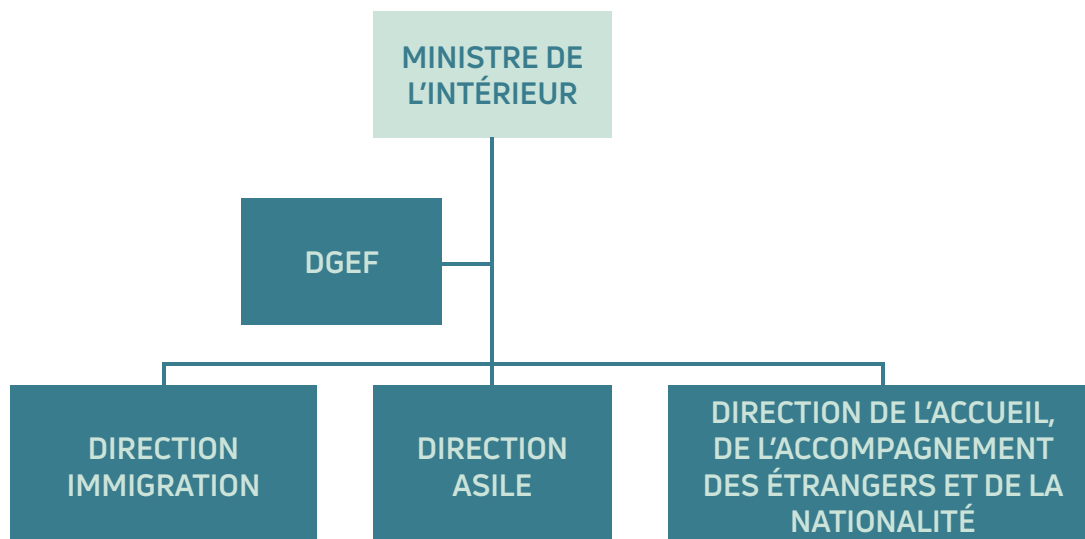 MINISTRE DE
L'INTÉRIEUR
DGEF
DIRECTION
IMMIGRATION
DIRECTION
ASILE
DIRECTION DE L'ACCUEIL,
DE L'ACCOMPAGNEMENT
DES ÉTRANGERS ET DE LA
NATIONALITÉ